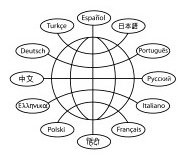 Español
Türkçe
日本語
Deutsch
Português
中文
Русский
Ελληνικα
Italiano
Polski
Français